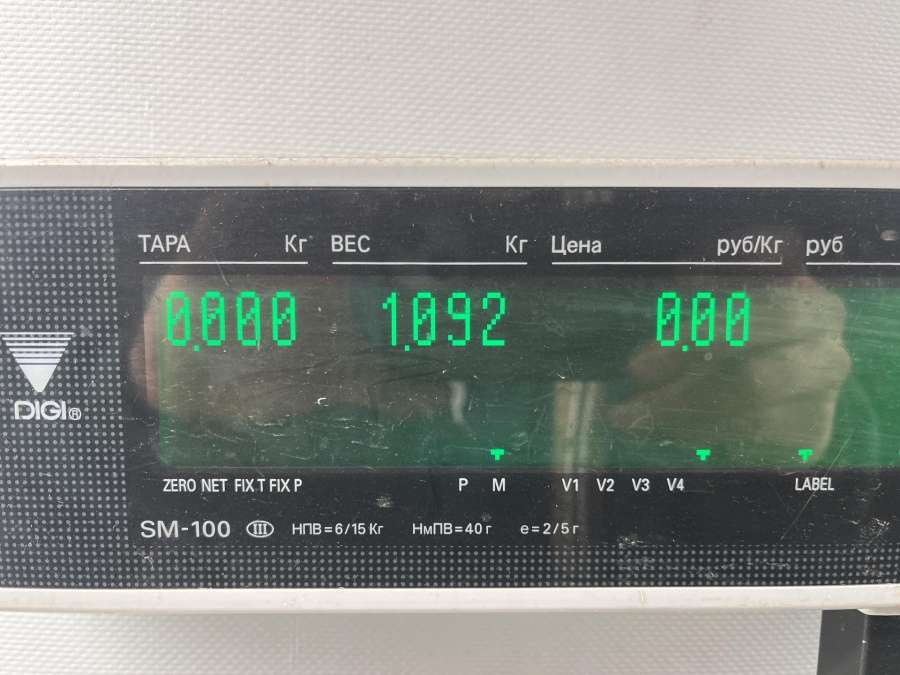 ТАРА Кг ВЕС Кг Цена руб/Кг руб
0.000 1.092 0.00
DIGI®
ZERO NET FIX T FIX P P M V1 V2 V3 V4 LABEL
SM-100 III НПВ=6/15 Кг НмПВ=40 г е=2/5 г